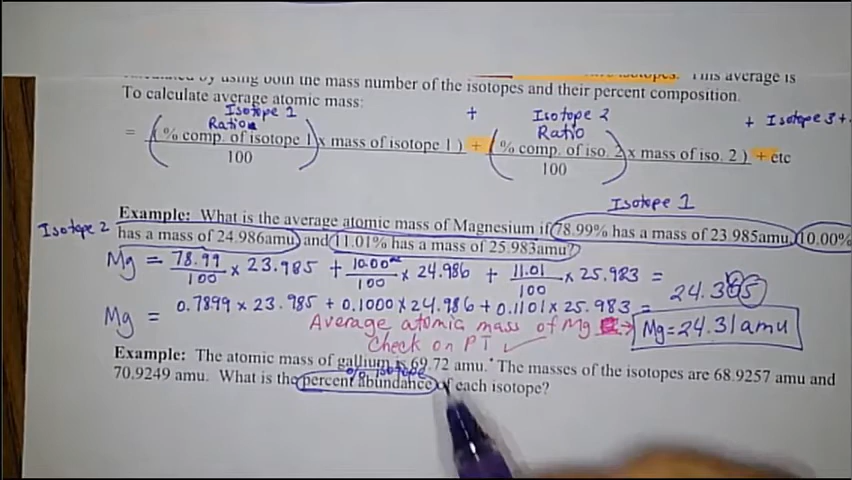 by using both the mass number of the isotopes and their percent composition. This average is
To calculate average atomic mass:
Isotope 1 + Isotope 2 + Isotope 3 +
Ratio Ratio
= ( % comp. of isotope 1 ) x mass of isotope 1 ) + ( % comp. of iso. 2 x mass of iso. 2 ) + etc
100 100
Isotope 1
Example: What is the average atomic mass of Magnesium if 78.99% has a mass of 23.985amu, 10.00%
Isotope 2 has a mass of 24.986amu and 11.01% has a mass of 25.983amu?
Mg = 78.99/100 x 23.985 + 10.00/100 x 24.986 + 11.01/100 x 25.983 =
Mg = 0.7899 x 23.985 + 0.1000 x 24.986 + 0.1101 x 25.983 =
Average atomic mass of Mg → Mg = 24.31 amu
Check on PT ✓
Example: The atomic mass of gallium is 69.72 amu. The masses of the isotopes are 68.9257 amu and
% isotope
70.9249 amu. What is the percent abundance of each isotope?